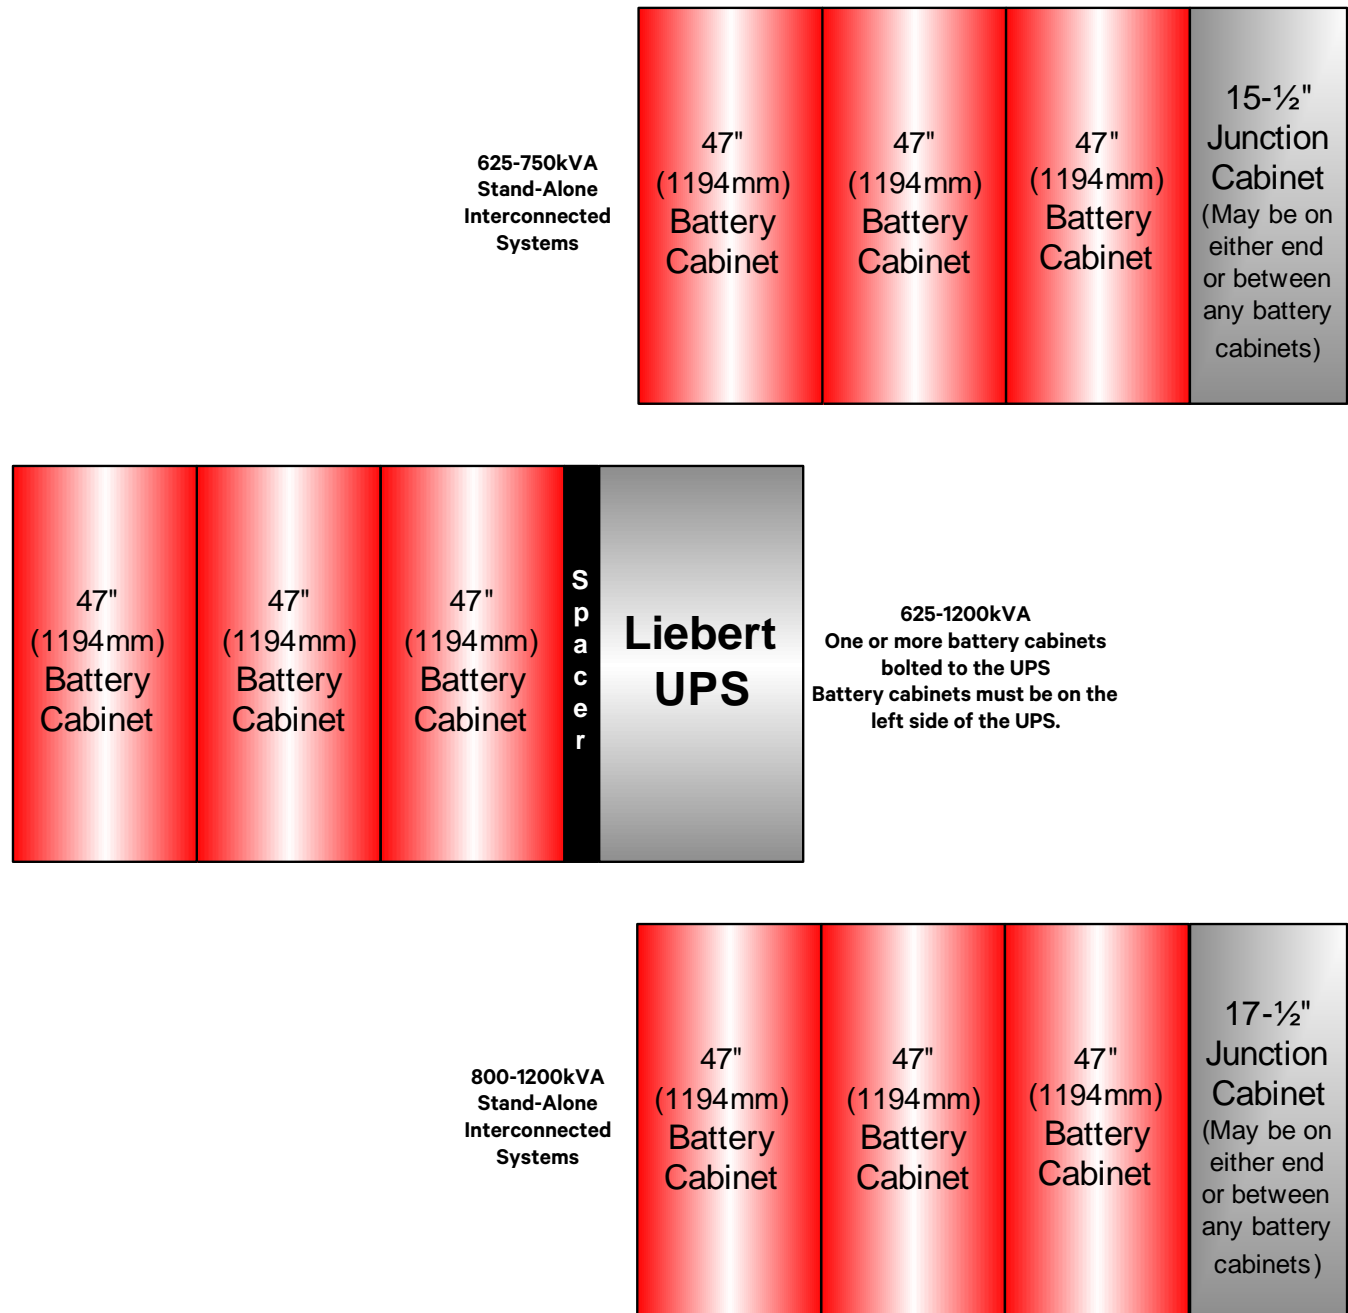 625-750kVA
Stand-Alone
Interconnected
Systems
47"
(1194mm)
Battery
Cabinet
47"
(1194mm)
Battery
Cabinet
47"
(1194mm)
Battery
Cabinet
15-½"
Junction
Cabinet
(May be on
either end
or between
any battery
cabinets)
47"
(1194mm)
Battery
Cabinet
47"
(1194mm)
Battery
Cabinet
47"
(1194mm)
Battery
Cabinet
Spacer
Liebert
UPS
625-1200kVA
One or more battery cabinets
bolted to the UPS
Battery cabinets must be on the
left side of the UPS.
800-1200kVA
Stand-Alone
Interconnected
Systems
47"
(1194mm)
Battery
Cabinet
47"
(1194mm)
Battery
Cabinet
47"
(1194mm)
Battery
Cabinet
17-½"
Junction
Cabinet
(May be on
either end
or between
any battery
cabinets)